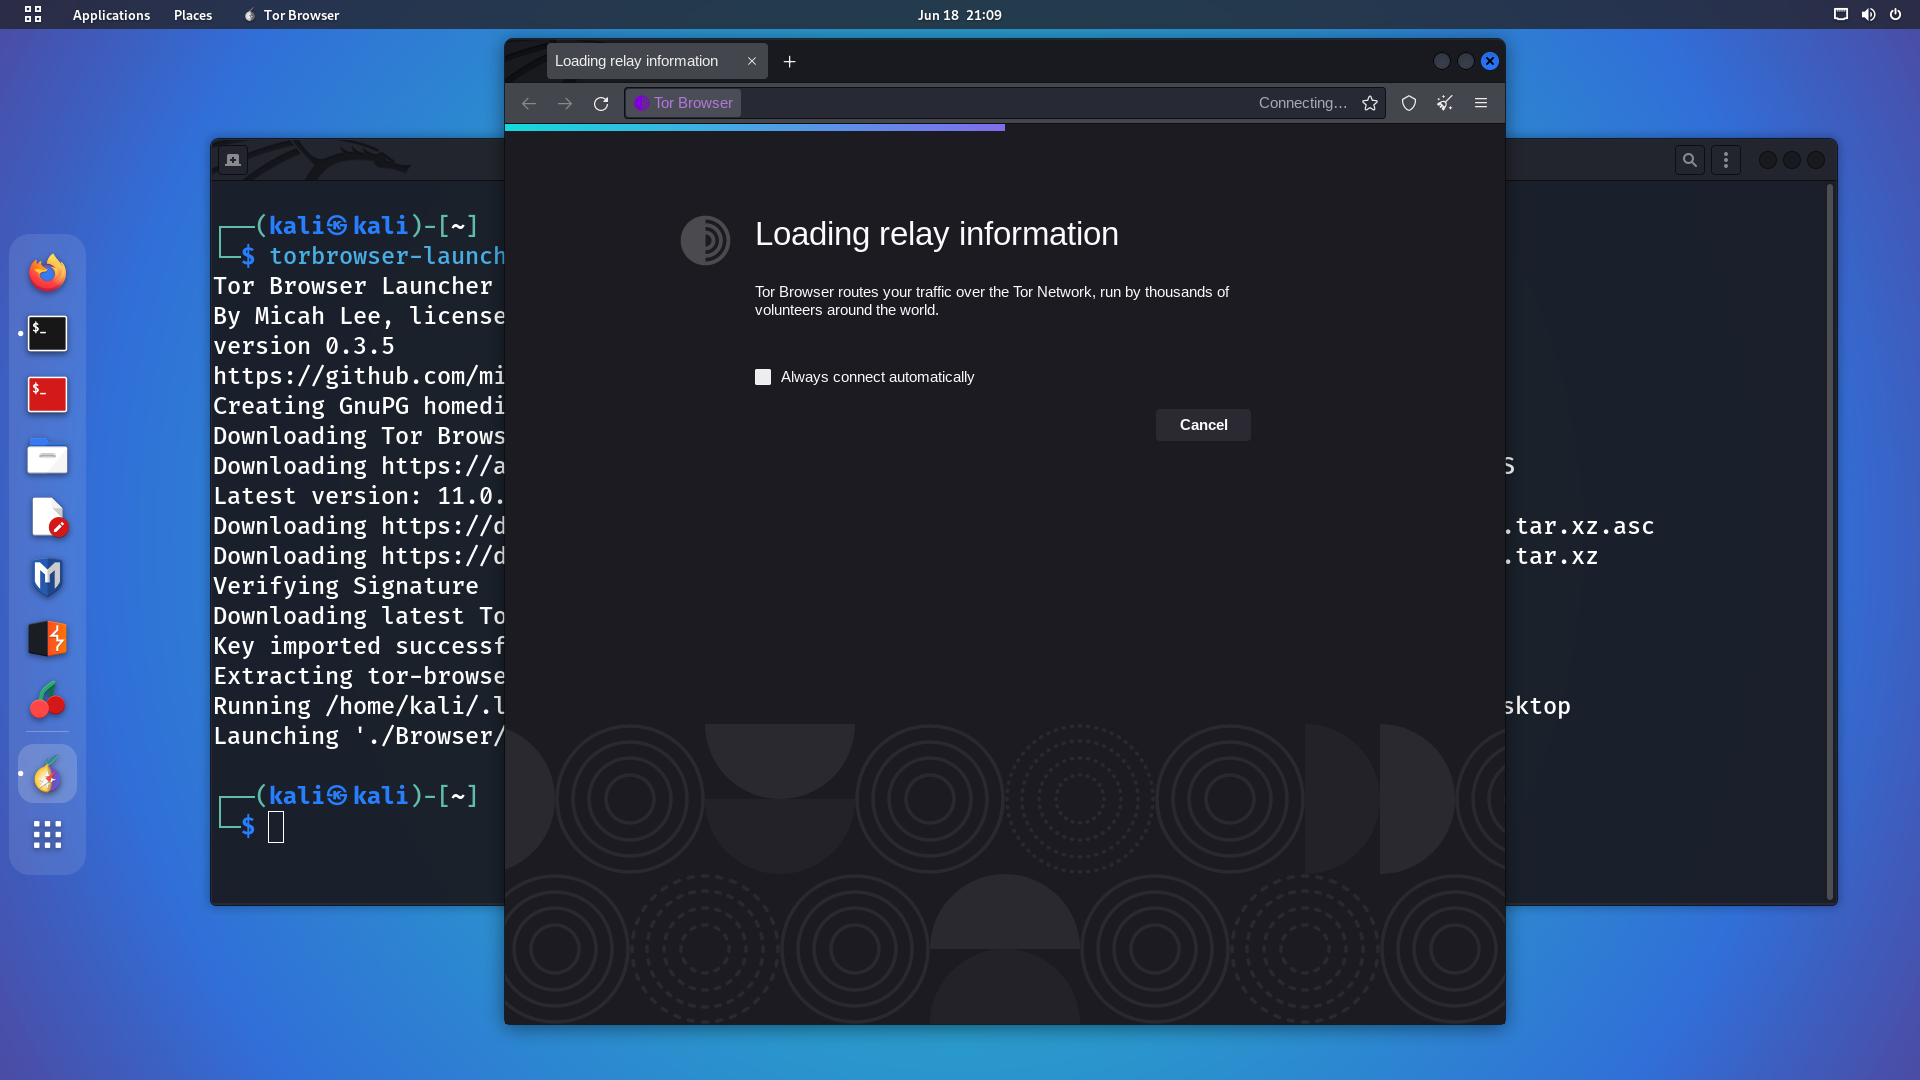 Applications Places Tor Browser Jun 18 21:09
Loading relay information
Tor Browser Connecting…
Loading relay information
Tor Browser routes your traffic over the Tor Network, run by thousands of
volunteers around the world.
Always connect automatically
Cancel
(kali㉿kali)-[~]
$ torbrowser-launch
Tor Browser Launcher
By Micah Lee, license
version 0.3.5
https://github.com/mi
Creating GnuPG homedi
Downloading Tor Brows
Downloading https://a S
Latest version: 11.0.
Downloading https://d .tar.xz.asc
Downloading https://d .tar.xz
Verifying Signature
Downloading latest To
Key imported successf
Extracting tor-browse
Running /home/kali/.l sktop
Launching './Browser/
(kali㉿kali)-[~]
$
$_
$_